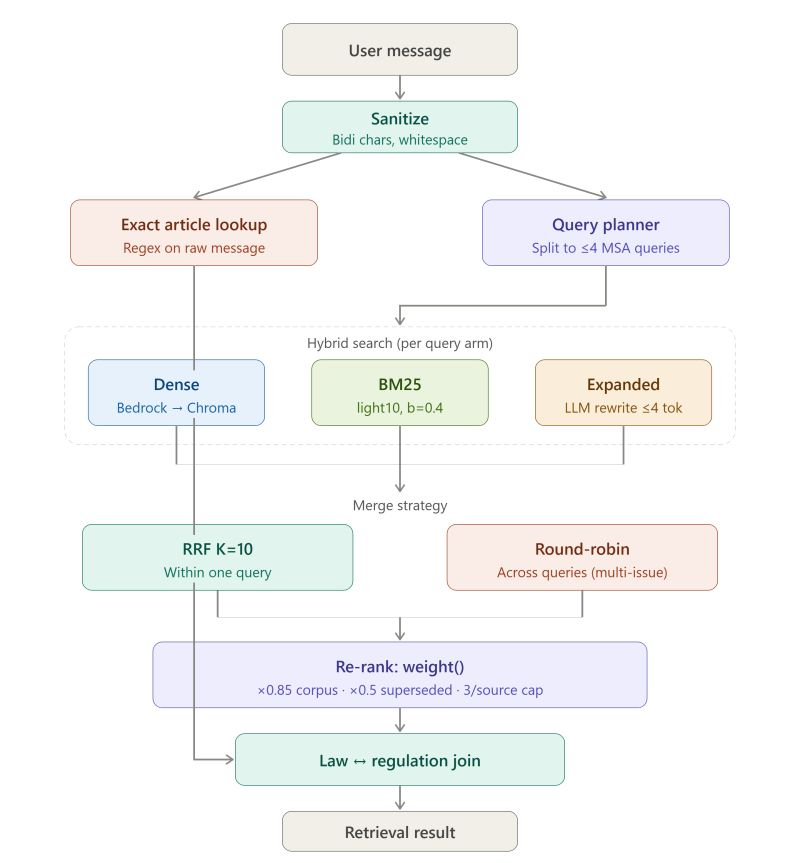 User message
Sanitize
Bidi chars, whitespace
Exact article lookup
Regex on raw message
Query planner
Split to ≤4 MSA queries
Hybrid search (per query arm)
Dense
Bedrock → Chroma
BM25
light10, b=0.4
Expanded
LLM rewrite ≤4 tok
Merge strategy
RRF K=10
Within one query
Round-robin
Across queries (multi-issue)
Re-rank: weight()
×0.85 corpus · ×0.5 superseded · 3/source cap
Law ↔ regulation join
Retrieval result